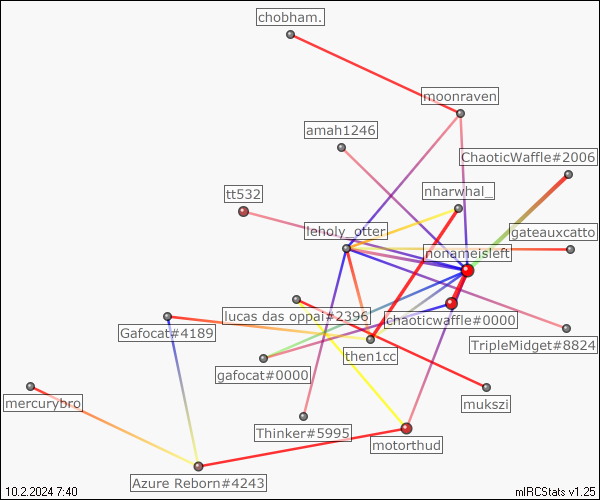 chobham.
moonraven
amah1246
ChaoticWaffle#2006
nharwhal_
tt532
leholy_otter
gateauxcatto
nonameisleft
lucas das oppai#2396
chaoticwaffle#0000
Gafocat#4189
TripleMidget#8824
then1cc
gafocat#0000
mercurybro
mukszi
Thinker#5995
motorthud
Azure Reborn#4243
10.2.2024 7:40
mIRCStats v1.25